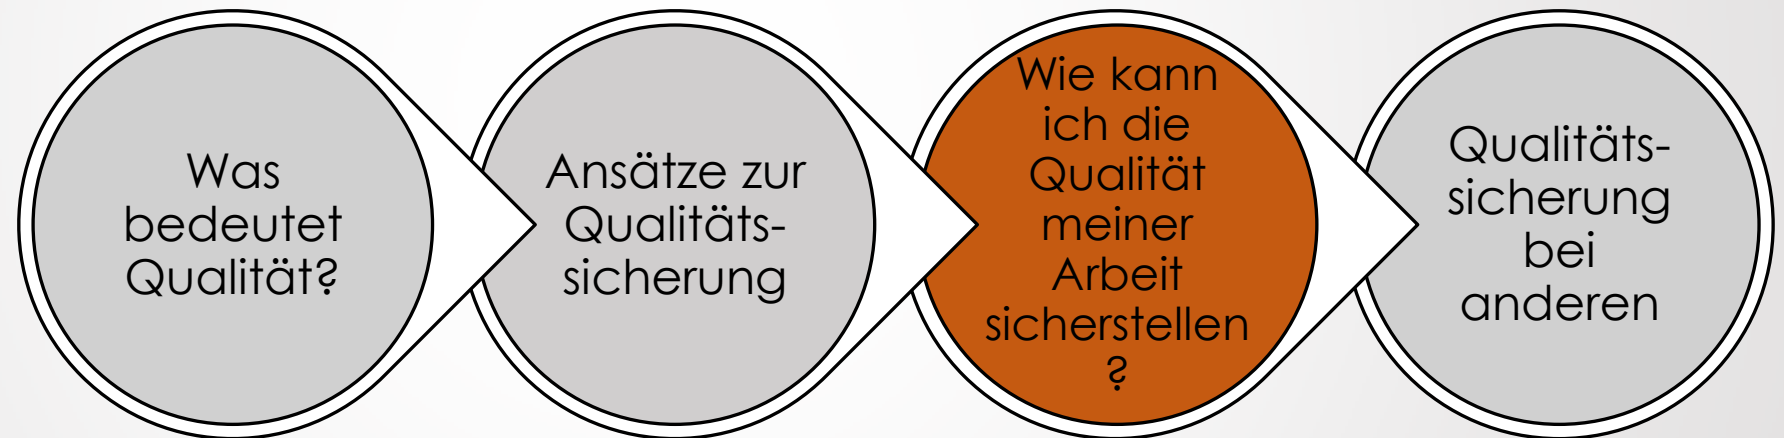 Was
bedeutet
Qualität?
Ansätze zur
Qualitäts-
sicherung
Wie kann
ich die
Qualität
meiner
Arbeit
sicherstellen
?
Qualitäts-
sicherung
bei
anderen